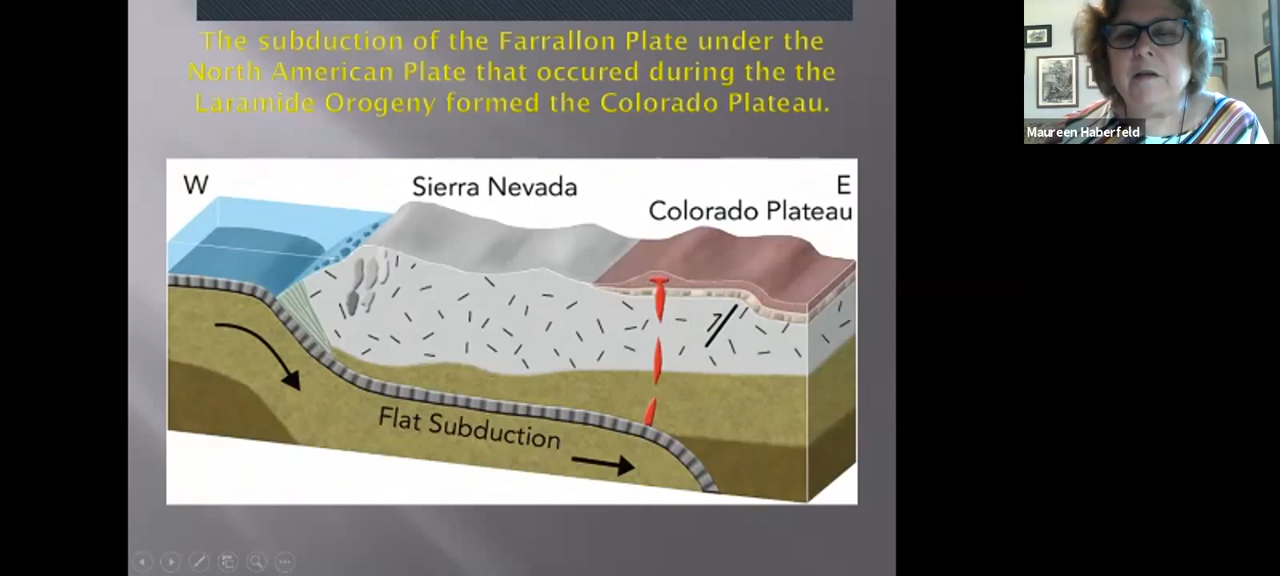 The subduction of the Farrallon Plate under the
North American Plate that occured during the the
Laramide Orogeny formed the Colorado Plateau.
W
Sierra Nevada
E
Colorado Plateau
Flat Subduction
Maureen Haberfeld